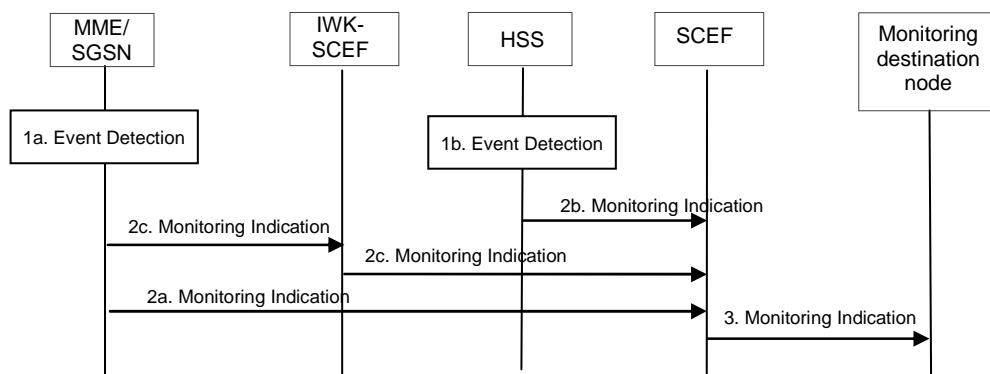 MME/
SGSN
IWK-
SCEF
HSS
SCEF
Monitoring
destination
node
1a. Event Detection
1b. Event Detection
2b. Monitoring Indication
2c. Monitoring Indication
2c. Monitoring Indication
2a. Monitoring Indication
3. Monitoring Indication